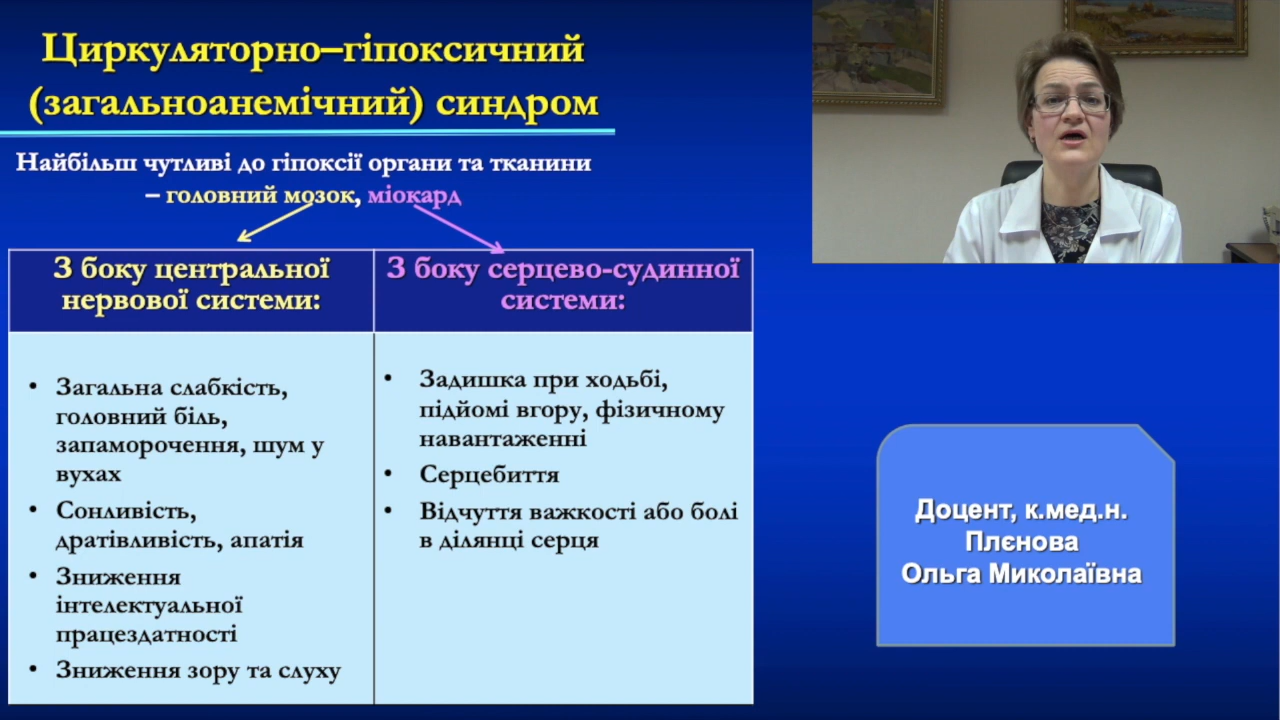 Циркуляторно–гіпоксичний
(загальноанемічний) синдром
Найбільш чутливі до гіпоксії органи та тканини
– головний мозок, міокард
З боку центральної
нервової системи:
• Загальна слабкість,
головний біль,
запаморочення, шум у
вухах
• Сонливість,
дратівливість, апатія
• Зниження
інтелектуальної
працездатності
• Зниження зору та слуху
З боку серцево-судинної
системи:
• Задишка при ходьбі,
підйомі вгору, фізичному
навантаженні
• Серцебиття
• Відчуття важкості або болі
в ділянці серця
Доцент, к.мед.н.
Плєнова
Ольга Миколаївна